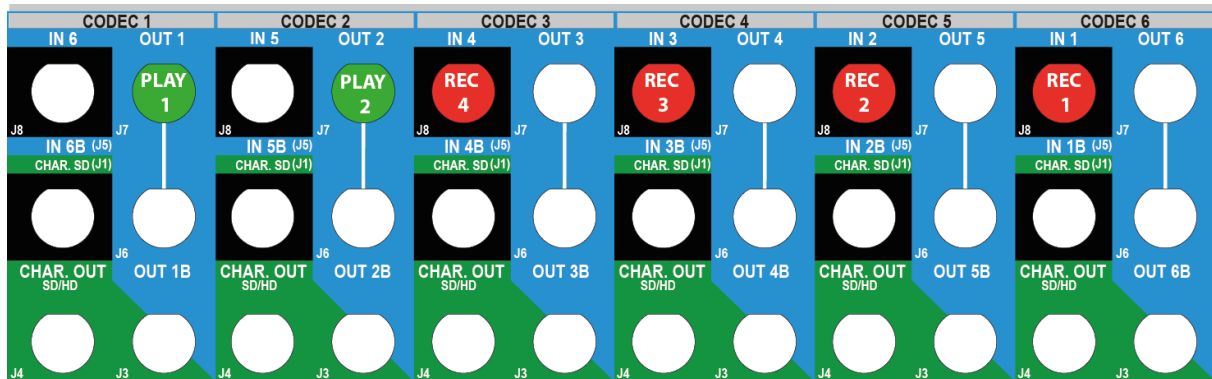 CODEC 1 CODEC 2 CODEC 3 CODEC 4 CODEC 5 CODEC 6
IN 6 OUT 1 IN 5 OUT 2 IN 4 OUT 3 IN 3 OUT 4 IN 2 OUT 5 IN 1 OUT 6
PLAY PLAY REC REC REC REC
1 2 4 3 2 1
J8 J7 J8 J7 J8 J7 J8 J7 J8 J7 J8 J7
IN 6B (J5) IN 5B (J5) IN 4B (J5) IN 3B (J5) IN 2B (J5) IN 1B (J5)
CHAR. SD (J1) CHAR. SD (J1) CHAR. SD (J1) CHAR. SD (J1) CHAR. SD (J1) CHAR. SD (J1)
J6 J6 J6 J6 J6 J6
CHAR. OUT OUT 1B CHAR. OUT OUT 2B CHAR. OUT OUT 3B CHAR. OUT OUT 4B CHAR. OUT OUT 5B CHAR. OUT OUT 6B
SD/HD SD/HD SD/HD SD/HD SD/HD SD/HD
J4 J3 J4 J3 J4 J3 J4 J3 J4 J3 J4 J3